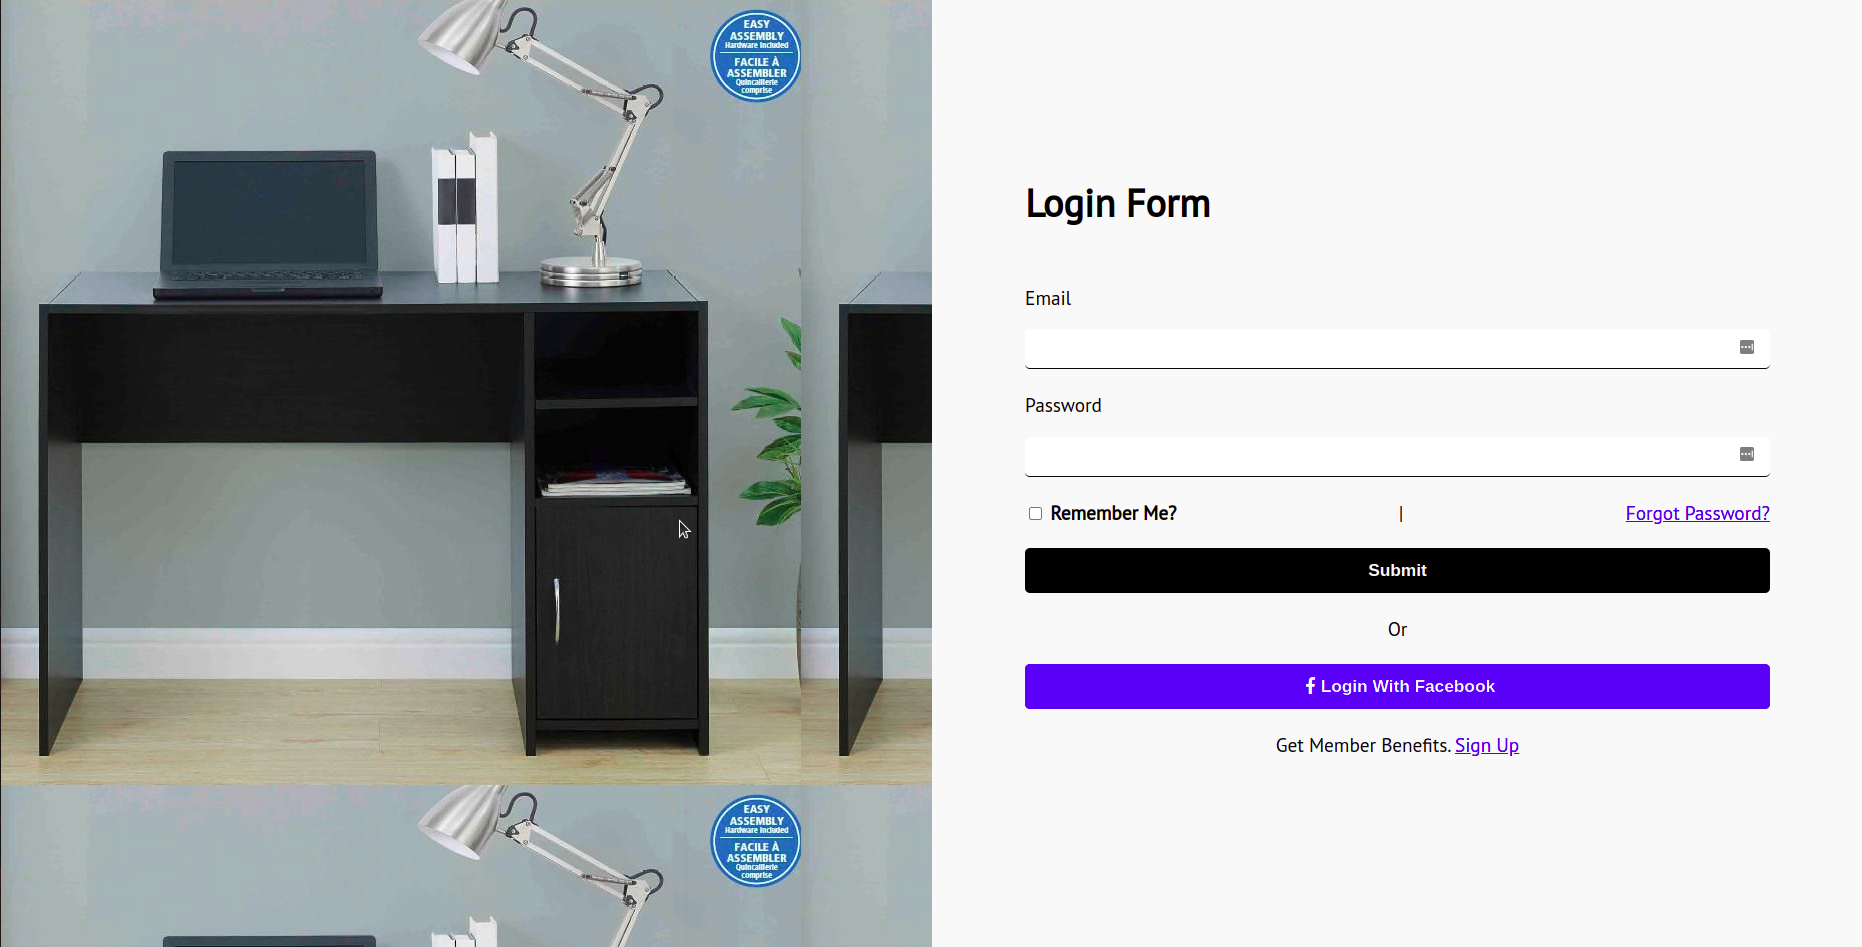 EASY
ASSEMBLY
Hardware Included
FACILE À
ASSEMBLER
Quincaillerie
comprise
Login Form
Email
Password
Remember Me? | Forgot Password?
Submit
Or
Login With Facebook
Get Member Benefits. Sign Up
EASY
ASSEMBLY
Hardware Included
FACILE À
ASSEMBLER
Quincaillerie
comprise